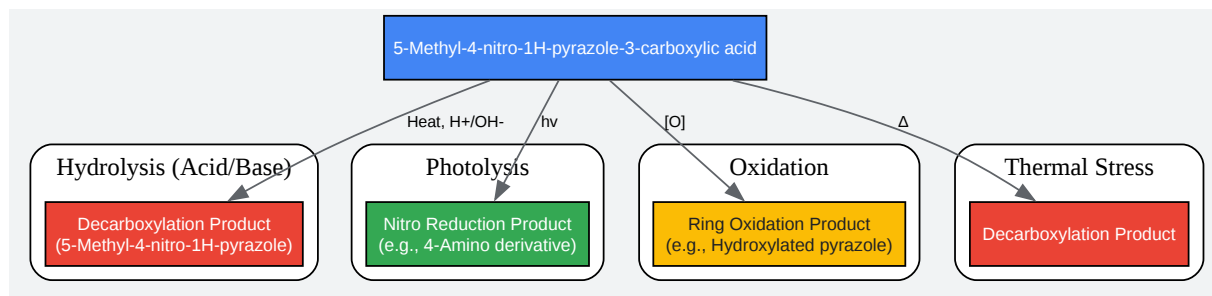 5-Methyl-4-nitro-1H-pyrazole-3-carboxylic acid
Heat, H+/OH-
hv
[O]
Δ
Hydrolysis (Acid/Base)
Decarboxylation Product
(5-Methyl-4-nitro-1H-pyrazole)
Photolysis
Nitro Reduction Product
(e.g., 4-Amino derivative)
Oxidation
Ring Oxidation Product
(e.g., Hydroxylated pyrazole)
Thermal Stress
Decarboxylation Product